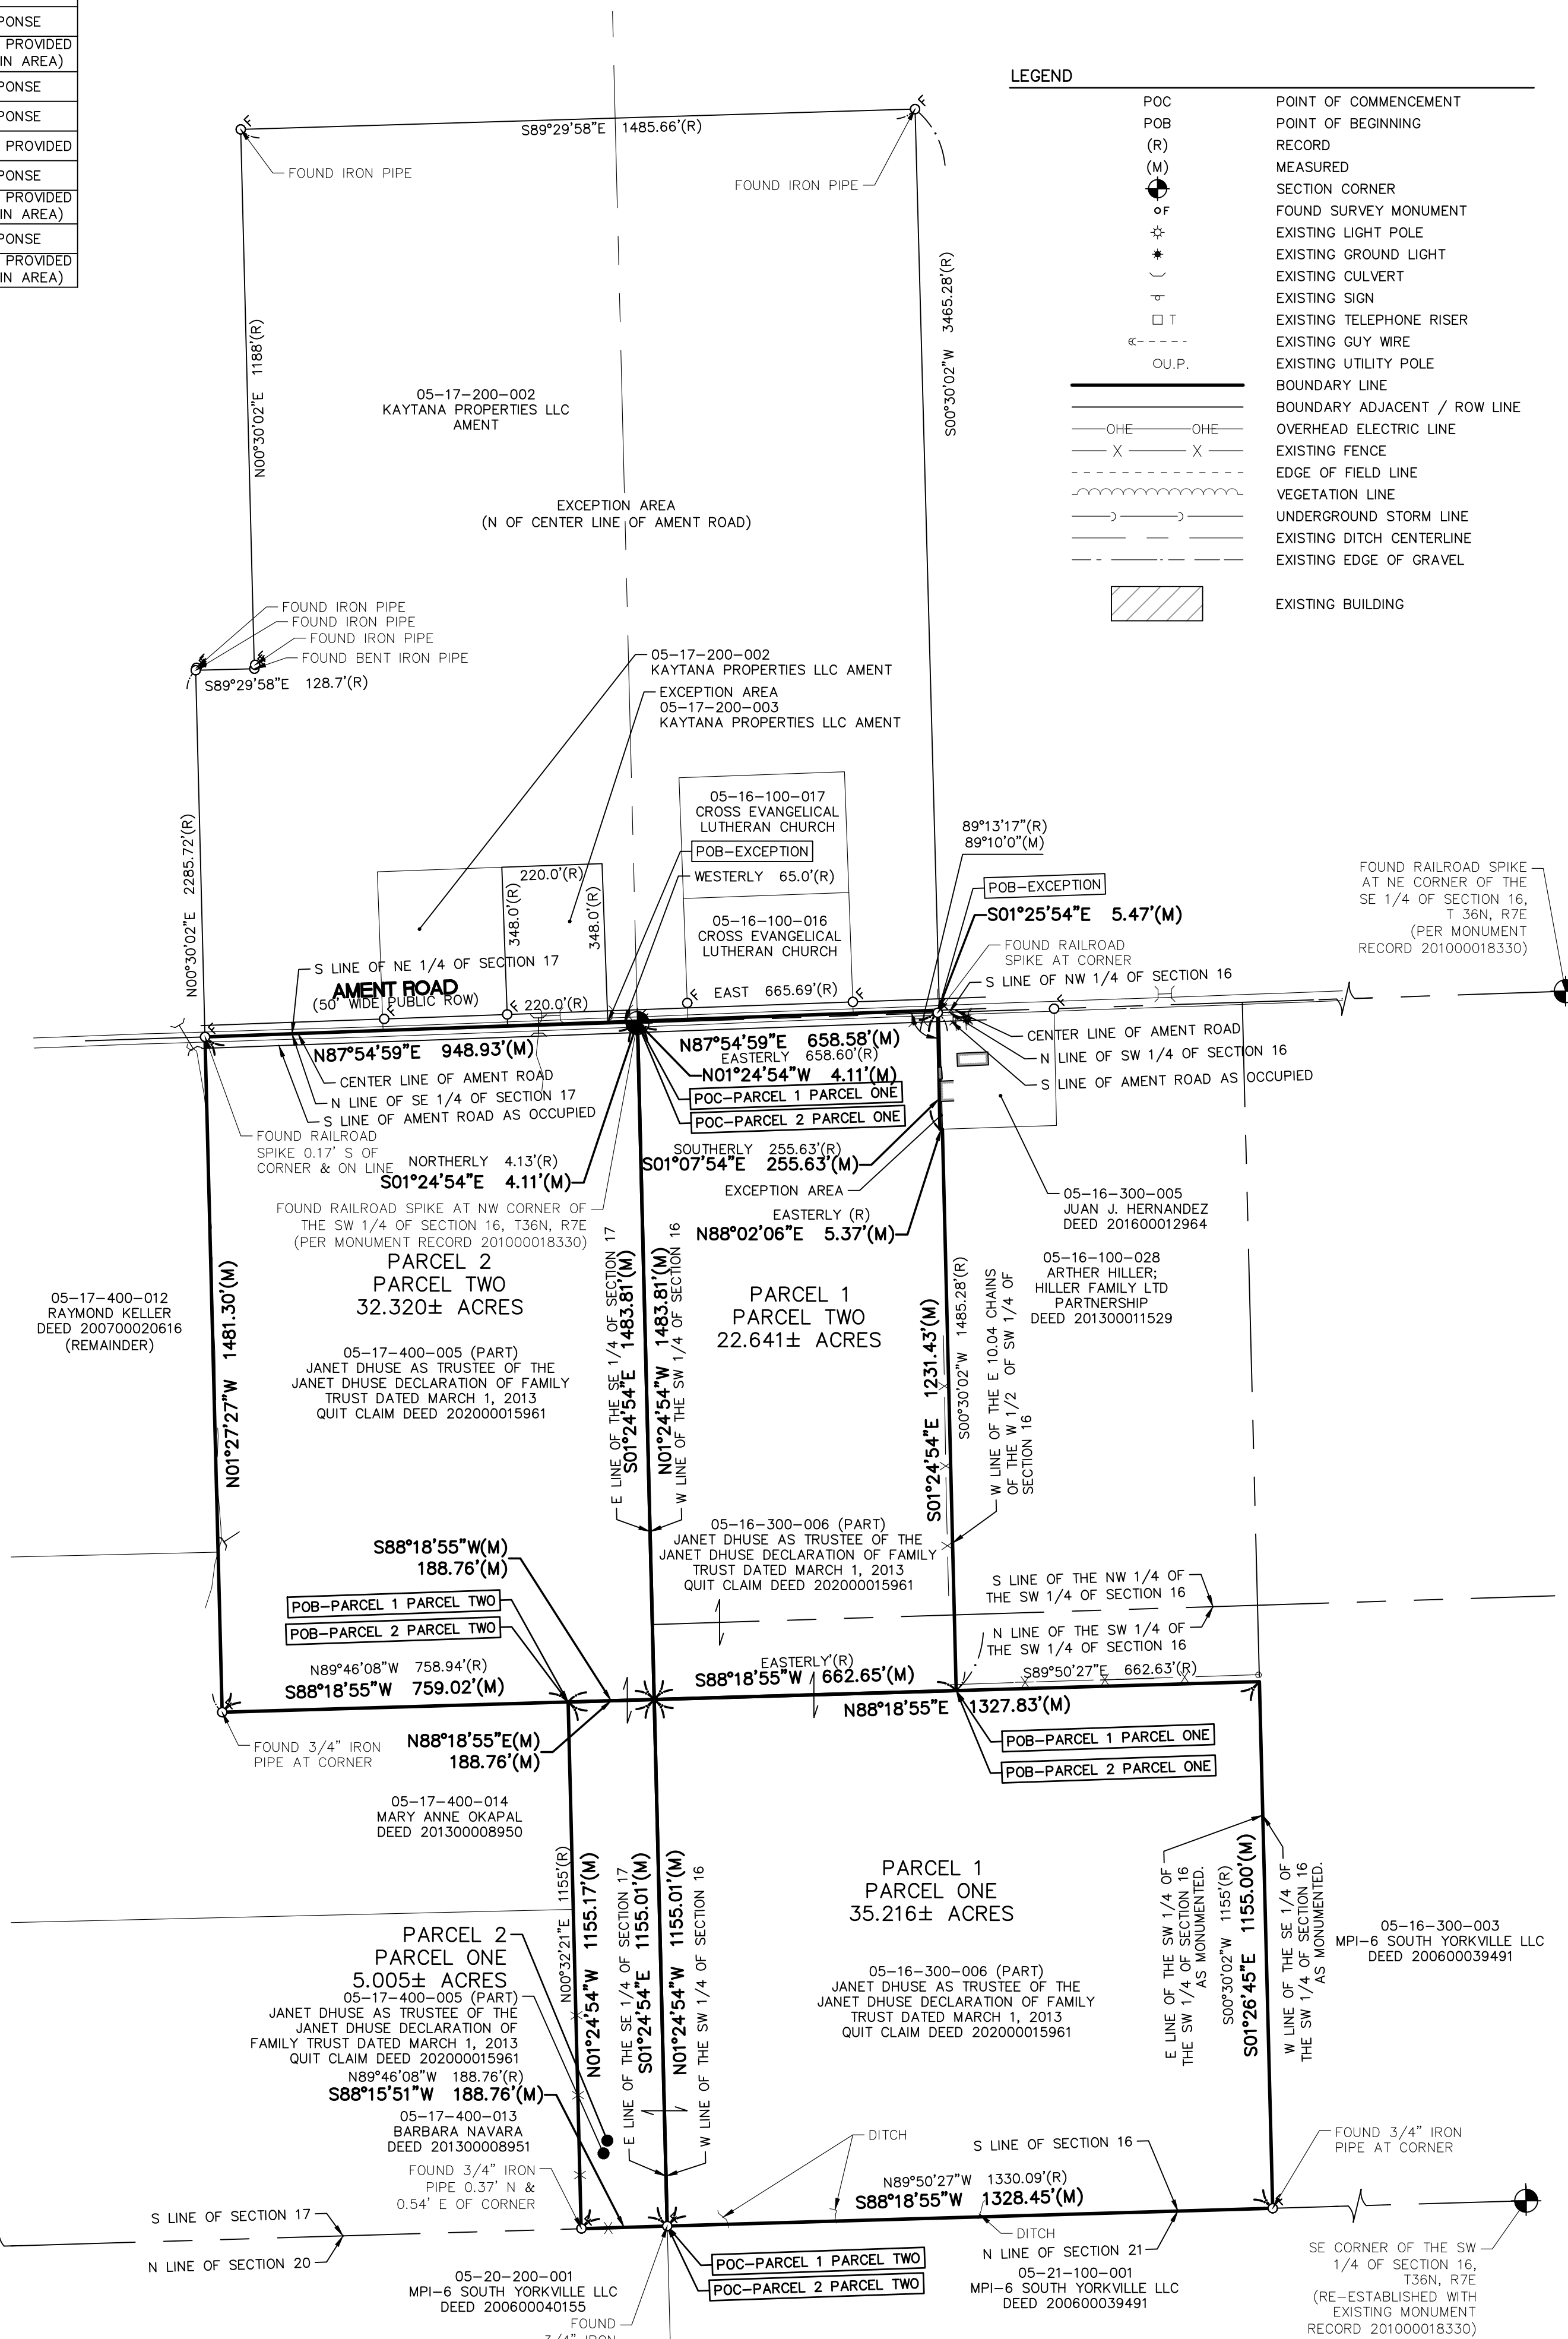 PONSE
PROVIDED
IN AREA)
PONSE
PONSE
PROVIDED
PONSE
PROVIDED
IN AREA)
PONSE
PROVIDED
IN AREA)
LEGEND
POC POINT OF COMMENCEMENT
POB POINT OF BEGINNING
(R) RECORD
(M) MEASURED
SECTION CORNER
F FOUND SURVEY MONUMENT
EXISTING LIGHT POLE
EXISTING GROUND LIGHT
EXISTING CULVERT
EXISTING SIGN
T EXISTING TELEPHONE RISER
EXISTING GUY WIRE
U.P. EXISTING UTILITY POLE
BOUNDARY LINE
BOUNDARY ADJACENT / ROW LINE
OHE OHE OVERHEAD ELECTRIC LINE
X X EXISTING FENCE
EDGE OF FIELD LINE
VEGETATION LINE
UNDERGROUND STORM LINE
EXISTING DITCH CENTERLINE
EXISTING EDGE OF GRAVEL
EXISTING BUILDING
F
F
S89°29'58"E 1485.66'(R)
FOUND IRON PIPE
FOUND IRON PIPE
N00°30'02"E 1188'(R)
S00°30'02"W 3465.28'(R)
05-17-200-002
KAYTANA PROPERTIES LLC
AMENT
EXCEPTION AREA
(N OF CENTER LINE OF AMENT ROAD)
FOUND IRON PIPE
FOUND IRON PIPE
FOUND IRON PIPE
FOUND BENT IRON PIPE
S89°29'58"E 128.7'(R)
05-17-200-002
KAYTANA PROPERTIES LLC AMENT
EXCEPTION AREA
05-17-200-003
KAYTANA PROPERTIES LLC AMENT
N00°30'02"E 2285.72'(R)
05-16-100-017
CROSS EVANGELICAL
LUTHERAN CHURCH
POB-EXCEPTION
WESTERLY 65.0'(R)
220.0'(R)
348.0'(R)
348.0'(R)
05-16-100-016
CROSS EVANGELICAL
LUTHERAN CHURCH
89°13'17"(R)
89°10'0"(M)
POB-EXCEPTION
S01°25'54"E 5.47'(M)
FOUND RAILROAD
SPIKE AT CORNER
S LINE OF NW 1/4 OF SECTION 16
FOUND RAILROAD SPIKE
AT NE CORNER OF THE
SE 1/4 OF SECTION 16,
T 36N, R7E
(PER MONUMENT
RECORD 201000018330)
S LINE OF NE 1/4 OF SECTION 17
AMENT ROAD
(50' WIDE PUBLIC ROW)
220.0'(R)
EAST 665.69'(R)
F
F
F
F
F
N87°54'59"E 948.93'(M)
N87°54'59"E 658.58'(M)
EASTERLY 658.60'(R)
N01°24'54"W 4.11'(M)
CENTER LINE OF AMENT ROAD
N LINE OF SE 1/4 OF SECTION 17
S LINE OF AMENT ROAD AS OCCUPIED
POC-PARCEL 1 PARCEL ONE
POC-PARCEL 2 PARCEL ONE
CENTER LINE OF AMENT ROAD
N LINE OF SW 1/4 OF SECTION 16
S LINE OF AMENT ROAD AS OCCUPIED
FOUND RAILROAD
SPIKE 0.17' S OF
CORNER & ON LINE
NORTHERLY 4.13'(R)
S01°24'54"E 4.11'(M)
SOUTHERLY 255.63'(R)
S01°07'54"E 255.63'(M)
EXCEPTION AREA
EASTERLY (R)
N88°02'06"E 5.37'(M)
FOUND RAILROAD SPIKE AT NW CORNER OF
THE SW 1/4 OF SECTION 16, T36N, R7E
(PER MONUMENT RECORD 201000018330)
05-16-300-005
JUAN J. HERNANDEZ
DEED 201600012964
05-16-100-028
ARTHER HILLER;
HILLER FAMILY LTD
PARTNERSHIP
DEED 201300011529
PARCEL 2
PARCEL TWO
32.320± ACRES
PARCEL 1
PARCEL TWO
22.641± ACRES
05-17-400-012
RAYMOND KELLER
DEED 200700020616
(REMAINDER)
05-17-400-005 (PART)
JANET DHUSE AS TRUSTEE OF THE
JANET DHUSE DECLARATION OF FAMILY
TRUST DATED MARCH 1, 2013
QUIT CLAIM DEED 202000015961
N01°27'27"W 1481.30'(M)
E LINE OF THE SE 1/4 OF SECTION 17
S01°24'54"E 1483.81'(M)
N01°24'54"W 1483.81'(M)
W LINE OF THE SW 1/4 OF SECTION 16
S01°24'54"E 1231.43'(M)
S00°30'02"W 1485.28'(R)
W LINE OF THE E 10.04 CHAINS
OF THE W 1/2 OF SW 1/4 OF
SECTION 16
05-16-300-006 (PART)
JANET DHUSE AS TRUSTEE OF THE
JANET DHUSE DECLARATION OF FAMILY
TRUST DATED MARCH 1, 2013
QUIT CLAIM DEED 202000015961
S88°18'55"W(M)
188.76'(M)
POB-PARCEL 1 PARCEL TWO
POB-PARCEL 2 PARCEL TWO
S LINE OF THE NW 1/4 OF
THE SW 1/4 OF SECTION 16
N LINE OF THE SW 1/4 OF
THE SW 1/4 OF SECTION 16
N89°46'08"W 758.94'(R)
S88°18'55"W 759.02'(M)
EASTERLY'(R)
S88°18'55"W 662.65'(M)
S89°50'27"E 662.63'(R)
N88°18'55"E 1327.83'(M)
FOUND 3/4" IRON
PIPE AT CORNER
N88°18'55"E(M)
188.76'(M)
POB-PARCEL 1 PARCEL ONE
POB-PARCEL 2 PARCEL ONE
05-17-400-014
MARY ANNE OKAPAL
DEED 201300008950
PARCEL 1
PARCEL ONE
35.216± ACRES
05-16-300-006 (PART)
JANET DHUSE AS TRUSTEE OF THE
JANET DHUSE DECLARATION OF FAMILY
TRUST DATED MARCH 1, 2013
QUIT CLAIM DEED 202000015961
PARCEL 2
PARCEL ONE
5.005± ACRES
05-17-400-005 (PART)
JANET DHUSE AS TRUSTEE OF THE
JANET DHUSE DECLARATION OF
FAMILY TRUST DATED MARCH 1, 2013
QUIT CLAIM DEED 202000015961
N89°46'08"W 188.76'(R)
S88°15'51"W 188.76'(M)
05-17-400-013
BARBARA NAVARA
DEED 201300008951
FOUND 3/4" IRON
PIPE 0.37' N &
0.54' E OF CORNER
N00°32'21"E 1155'(R)
N01°24'54"W 1155.17'(M)
E LINE OF THE SE 1/4 OF SECTION 17
S01°24'54"E 1155.01'(M)
N01°24'54"W 1155.01'(M)
W LINE OF THE SW 1/4 OF SECTION 16
E LINE OF THE SW 1/4 OF
THE SW 1/4 OF SECTION 16
AS MONUMENTED.
S00°30'02"W 1155'(R)
S01°26'45"E 1155.00'(M)
W LINE OF THE SE 1/4 OF
THE SW 1/4 OF SECTION 16
AS MONUMENTED.
05-16-300-003
MPI-6 SOUTH YORKVILLE LLC
DEED 200600039491
DITCH
S LINE OF SECTION 16
FOUND 3/4" IRON
PIPE AT CORNER
N89°50'27"W 1330.09'(R)
S88°18'55"W 1328.45'(M)
DITCH
N LINE OF SECTION 21
S LINE OF SECTION 17
N LINE OF SECTION 20
POC-PARCEL 1 PARCEL TWO
POC-PARCEL 2 PARCEL TWO
05-20-200-001
MPI-6 SOUTH YORKVILLE LLC
DEED 200600040155
05-21-100-001
MPI-6 SOUTH YORKVILLE LLC
DEED 200600039491
SE CORNER OF THE SW
1/4 OF SECTION 16,
T36N, R7E
(RE-ESTABLISHED WITH
EXISTING MONUMENT
RECORD 201000018330)
FOUND
3/4" IRON